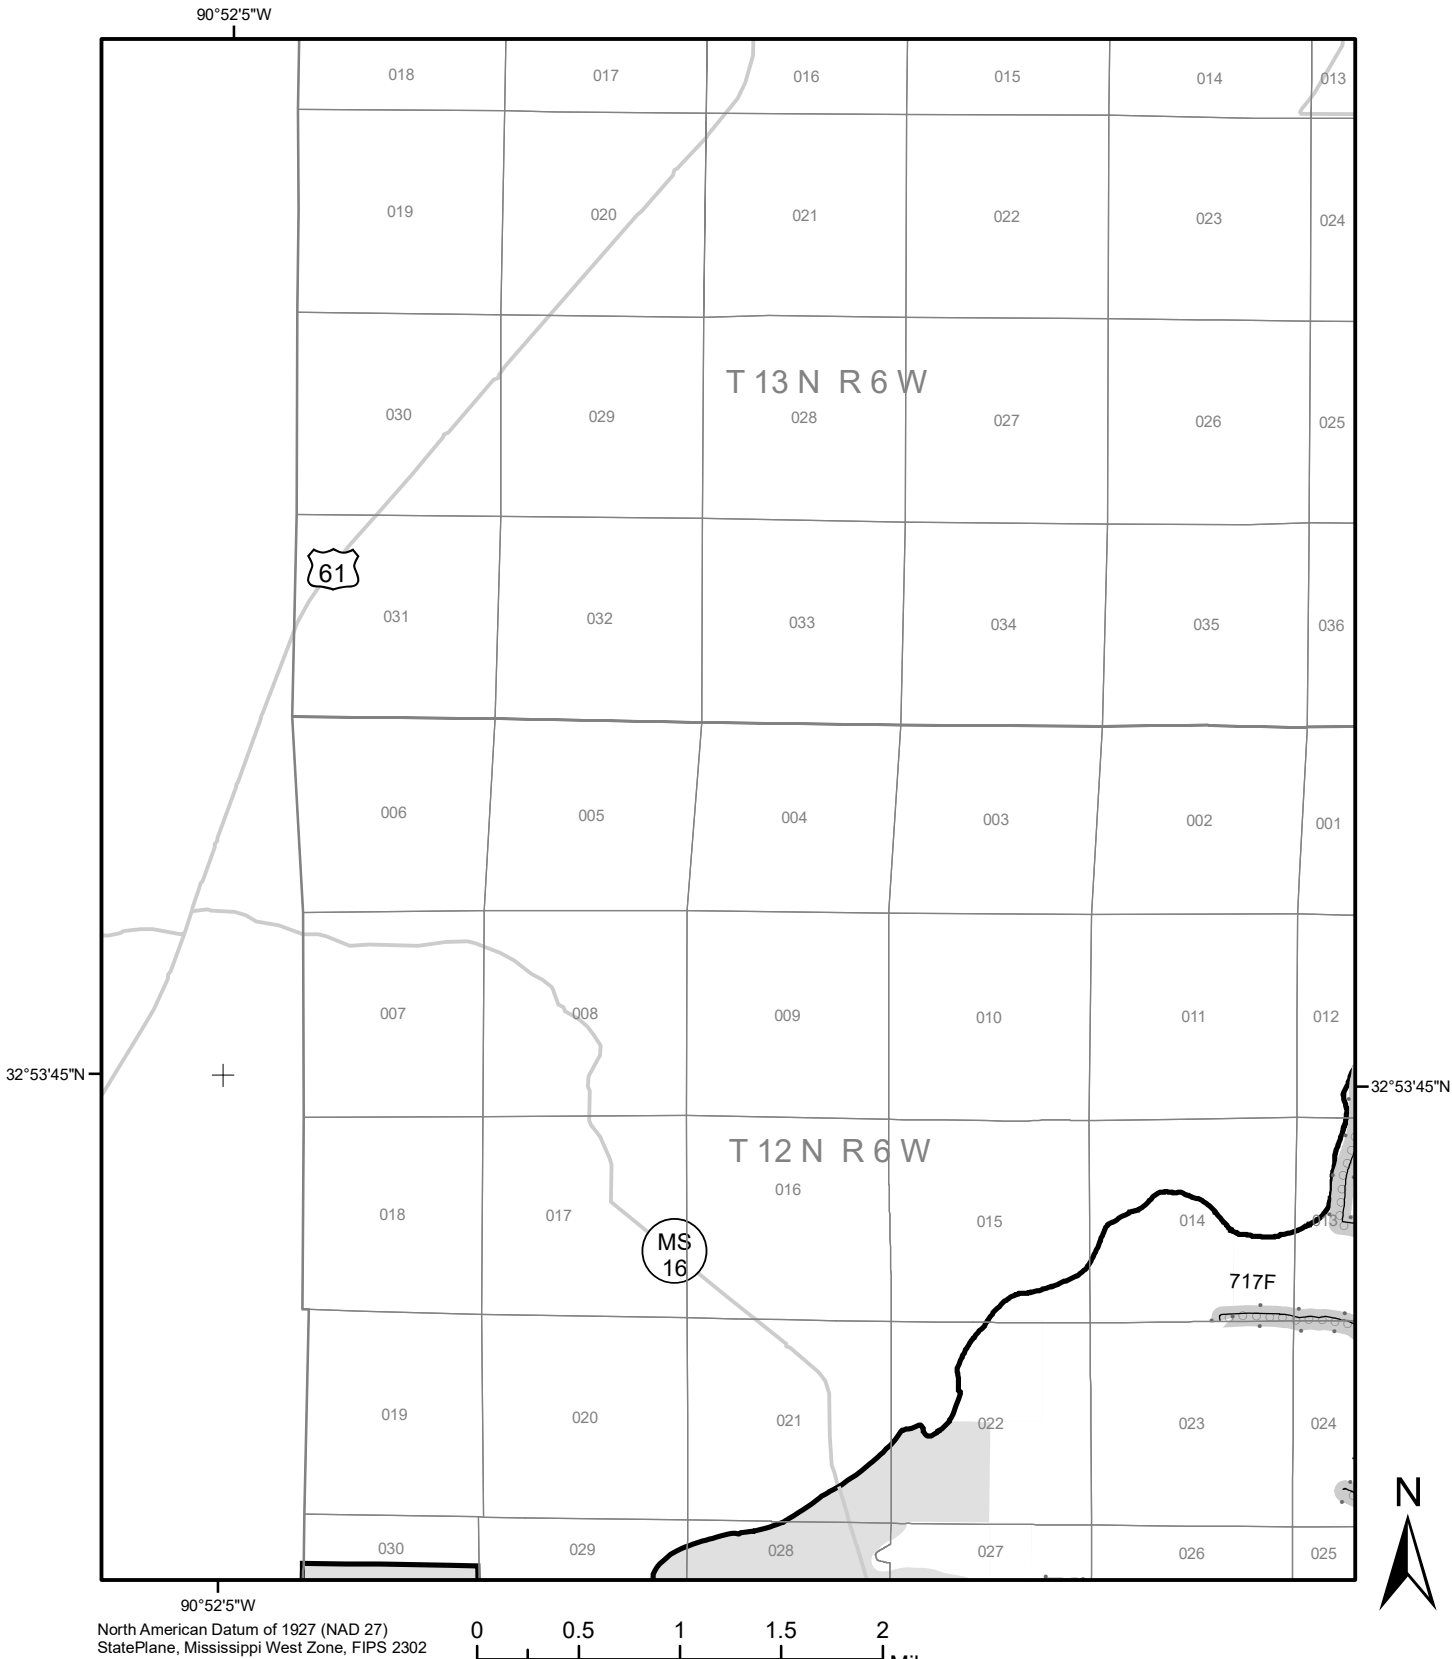 90°52'5"W
018 017 016 015 014 013
019 020 021 022 023 024
T 13 N R 6 W
030 029 028 027 026 025
61
031 032 033 034 035 036
006 005 004 003 002 001
007 008 009 010 011 012
32°53'45"N
32°53'45"N
T 12 N R 6 W
016
018 017 015 014 013
MS
16
717F
019 020 021 022 023 024
N
030 029 028 027 026 025
90°52'5"W
North American Datum of 1927 (NAD 27)
StatePlane, Mississippi West Zone, FIPS 2302
0 0.5 1 1.5 2